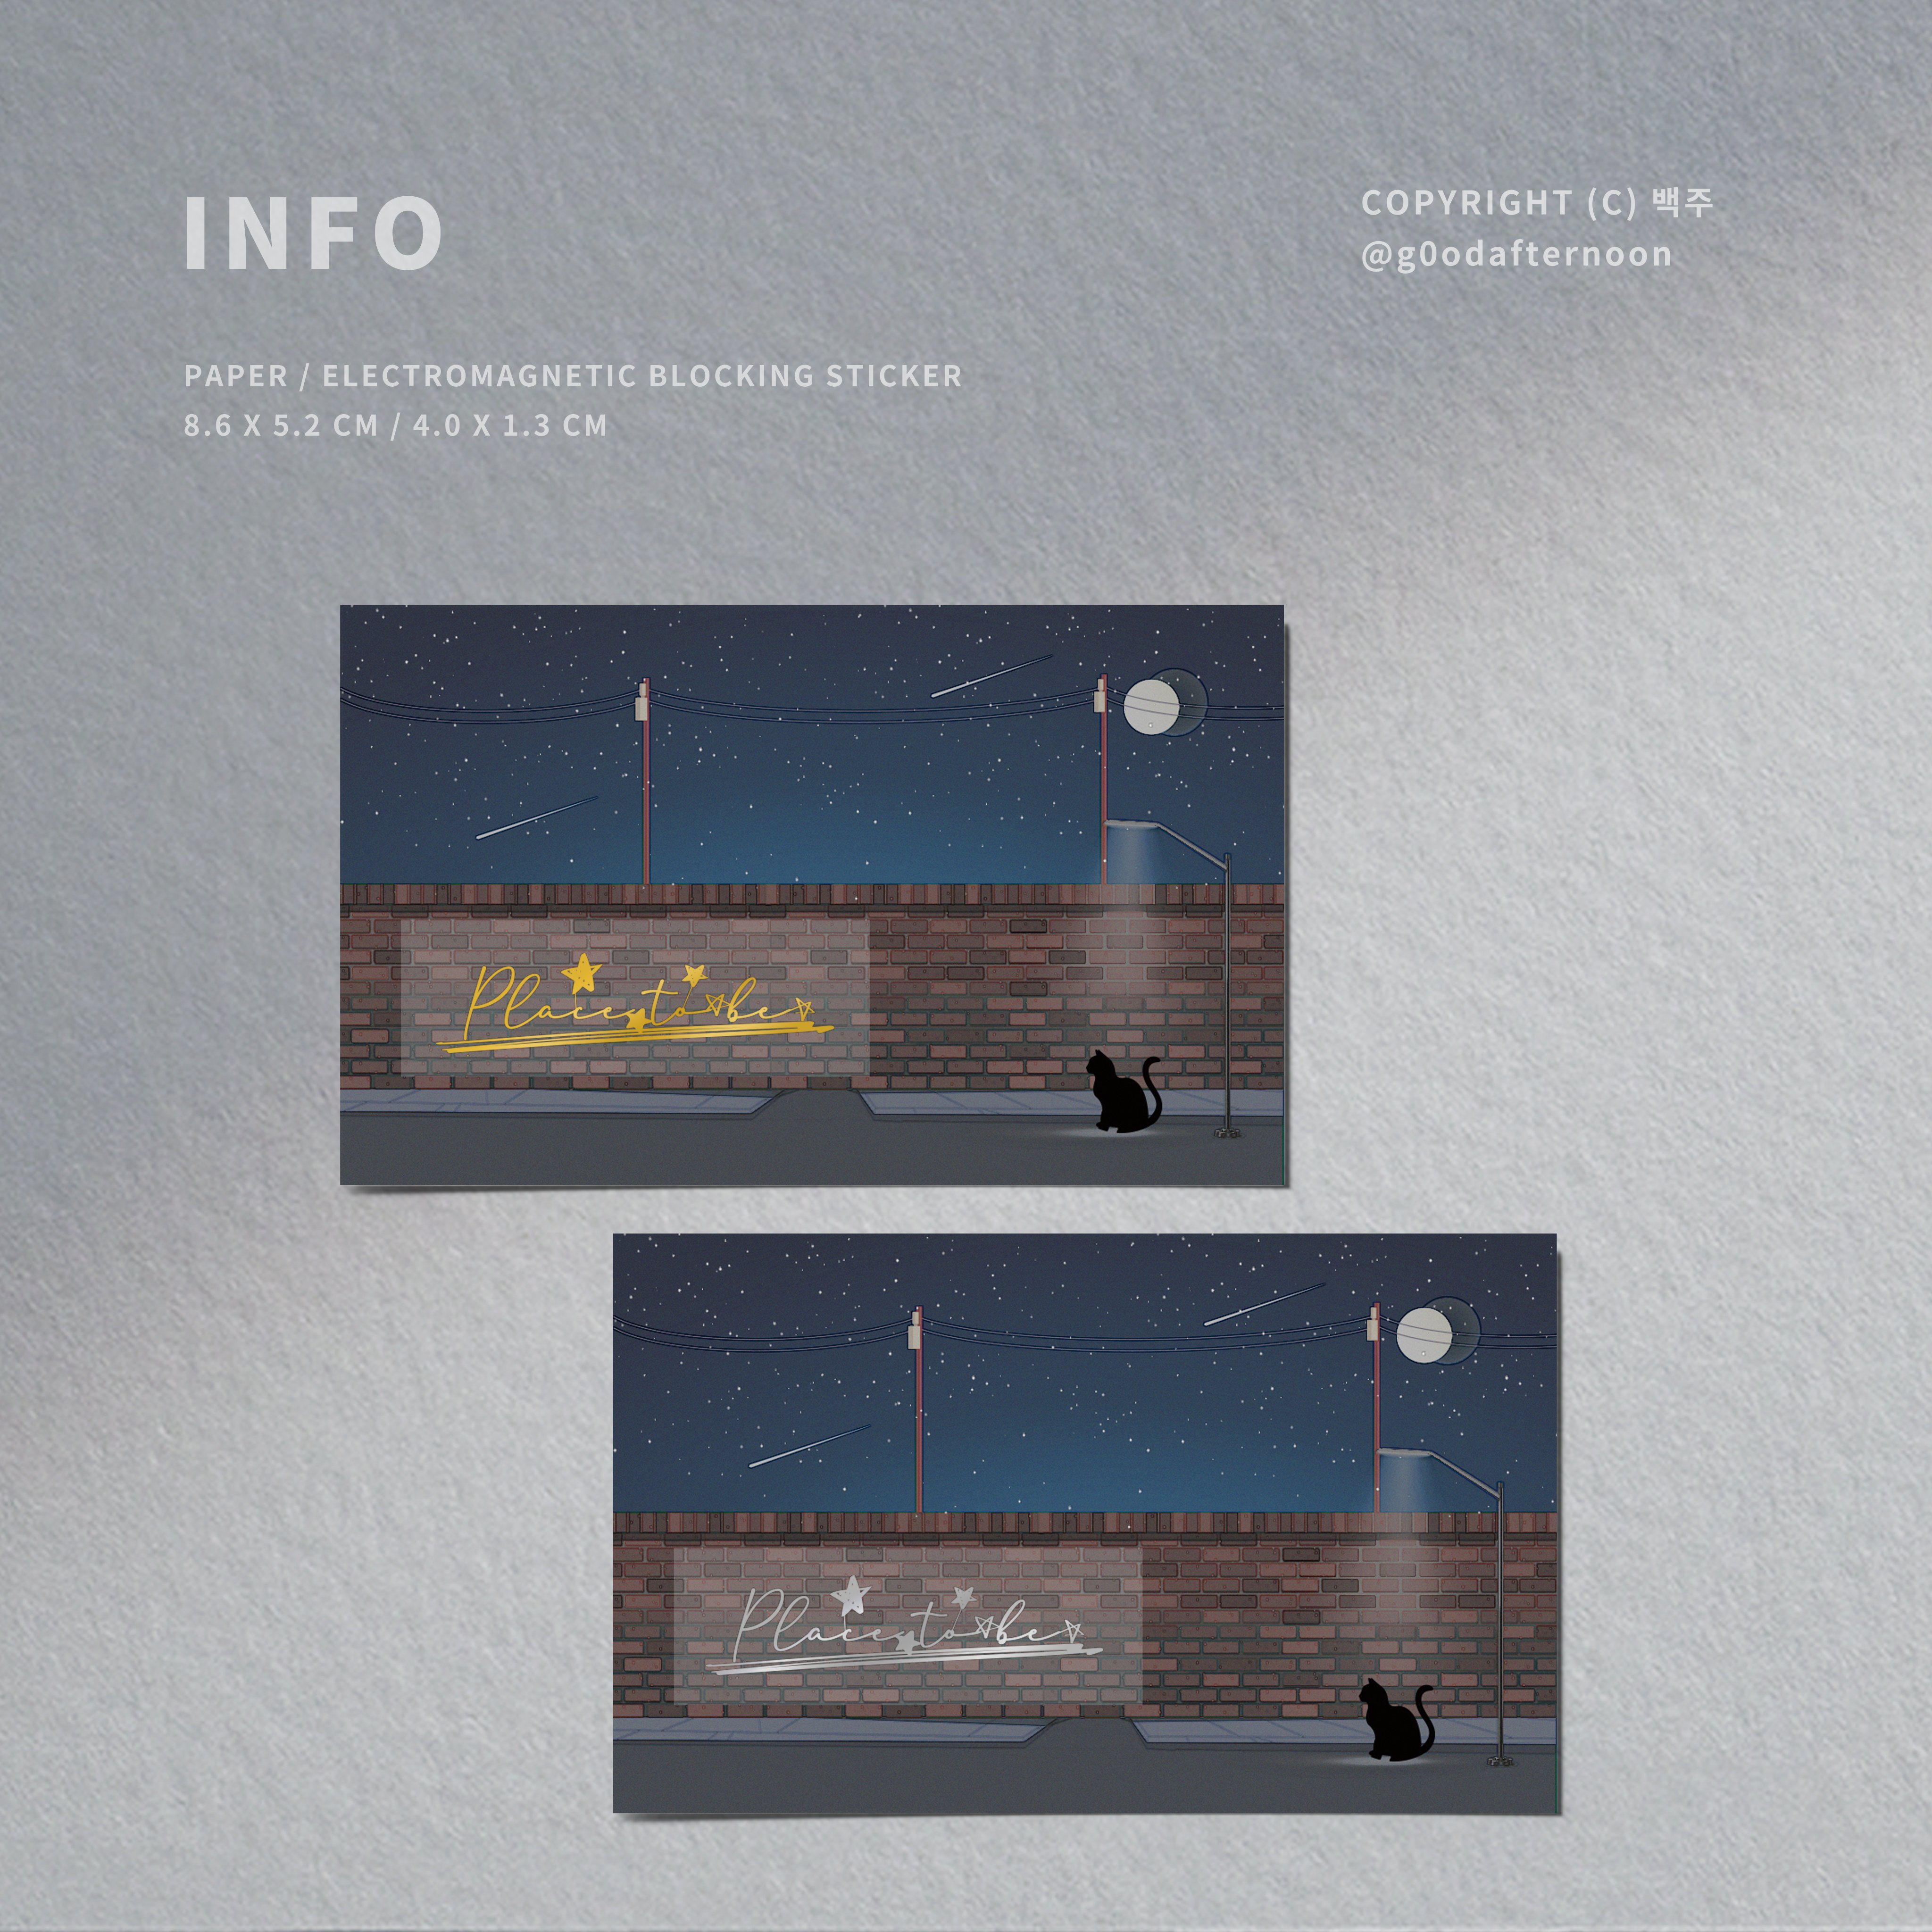 INFO
COPYRIGHT (C) 백주
@g0odafternoon
PAPER / ELECTROMAGNETIC BLOCKING STICKER
8.6 X 5.2 CM / 4.0 X 1.3 CM
Place to be
Place to be